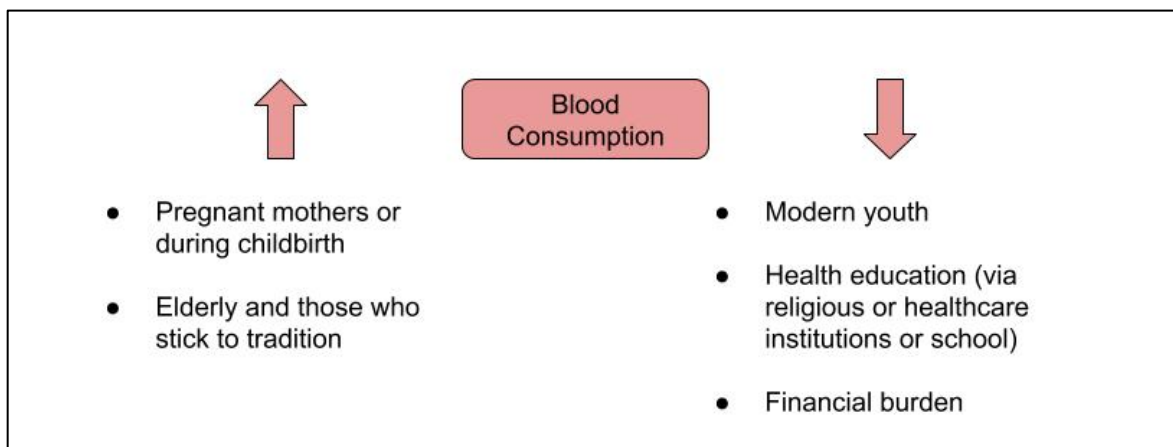 Blood
Consumption
● Pregnant mothers or
during childbirth
● Elderly and those who
stick to tradition
● Modern youth
● Health education (via
religious or healthcare
institutions or school)
● Financial burden